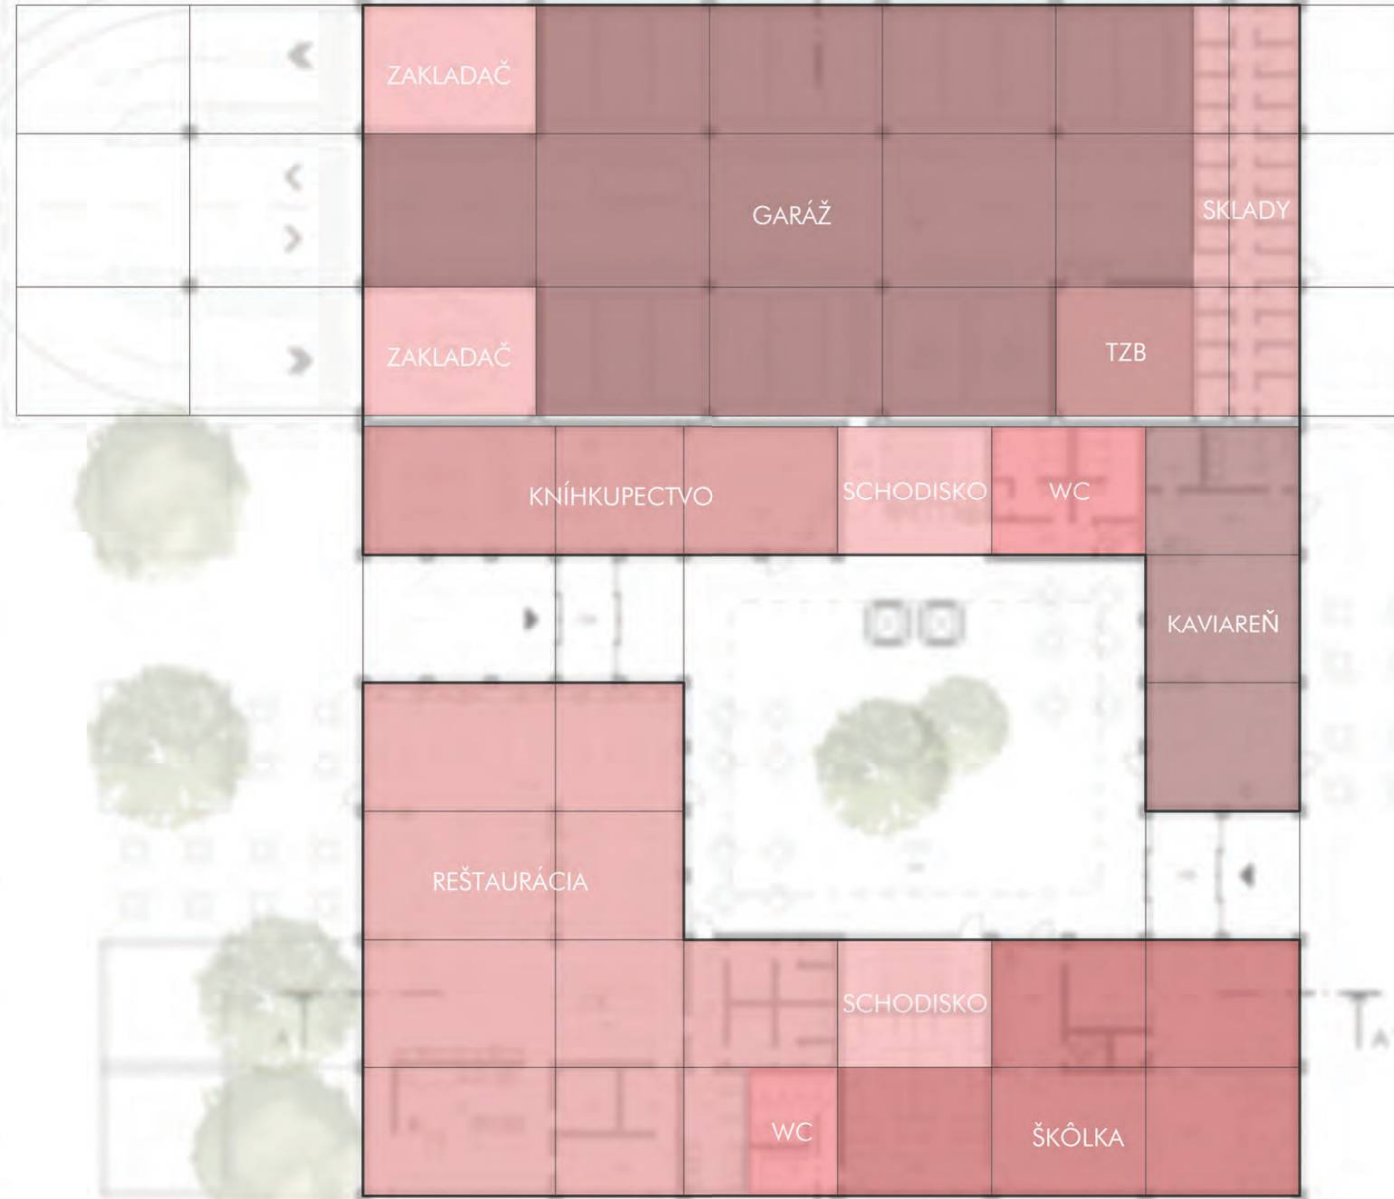 ZAKLADAČ
GARÁŽ
SKLADY
ZAKLADAČ
TZB
KNÍHKUPECTVO
SCHODISKO
WC
KAVIAREŇ
REŠTAURÁCIA
SCHODISKO
A
A
WC
ŠKÔLKA